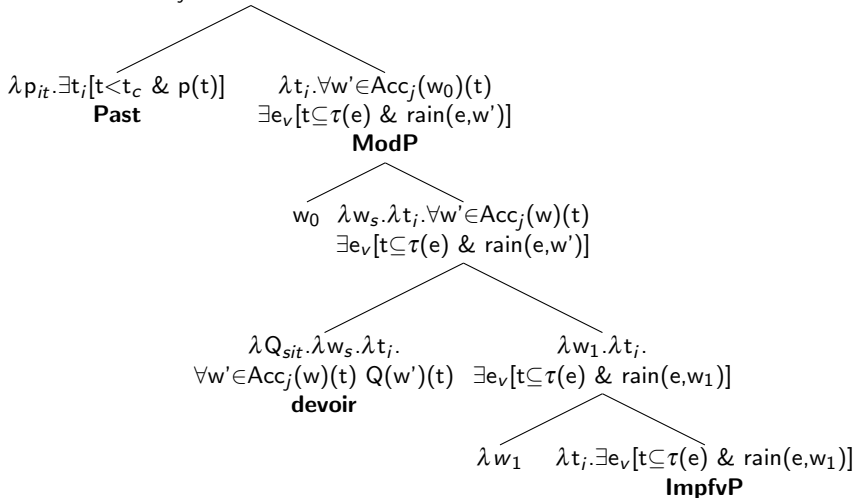 λp_it.∃t_i[t<t_c & p(t)]
Past
λt_i.∀w'∈Acc_j(w_0)(t)
∃e_v[t⊆τ(e) & rain(e,w')]
ModP
w_0
λw_s.λt_i.∀w'∈Acc_j(w)(t)
∃e_v[t⊆τ(e) & rain(e,w')]
λQ_sit.λw_s.λt_i.
∀w'∈Acc_j(w)(t) Q(w')(t)
devoir
λw_1.λt_i.
∃e_v[t⊆τ(e) & rain(e,w_1)]
λw_1
λt_i.∃e_v[t⊆τ(e) & rain(e,w_1)]
ImpfvP